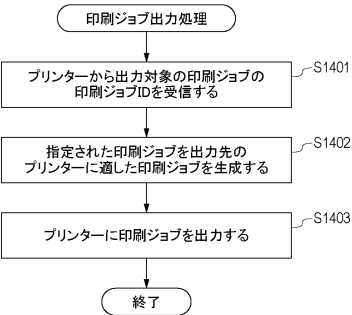 印刷ジョブ出力処理
プリンターから出力対象の印刷ジョブの
印刷ジョブIDを受信する
S1401
指定された印刷ジョブを出力先の
プリンターに適した印刷ジョブを生成する
S1402
プリンターに印刷ジョブを出力する
S1403
終了